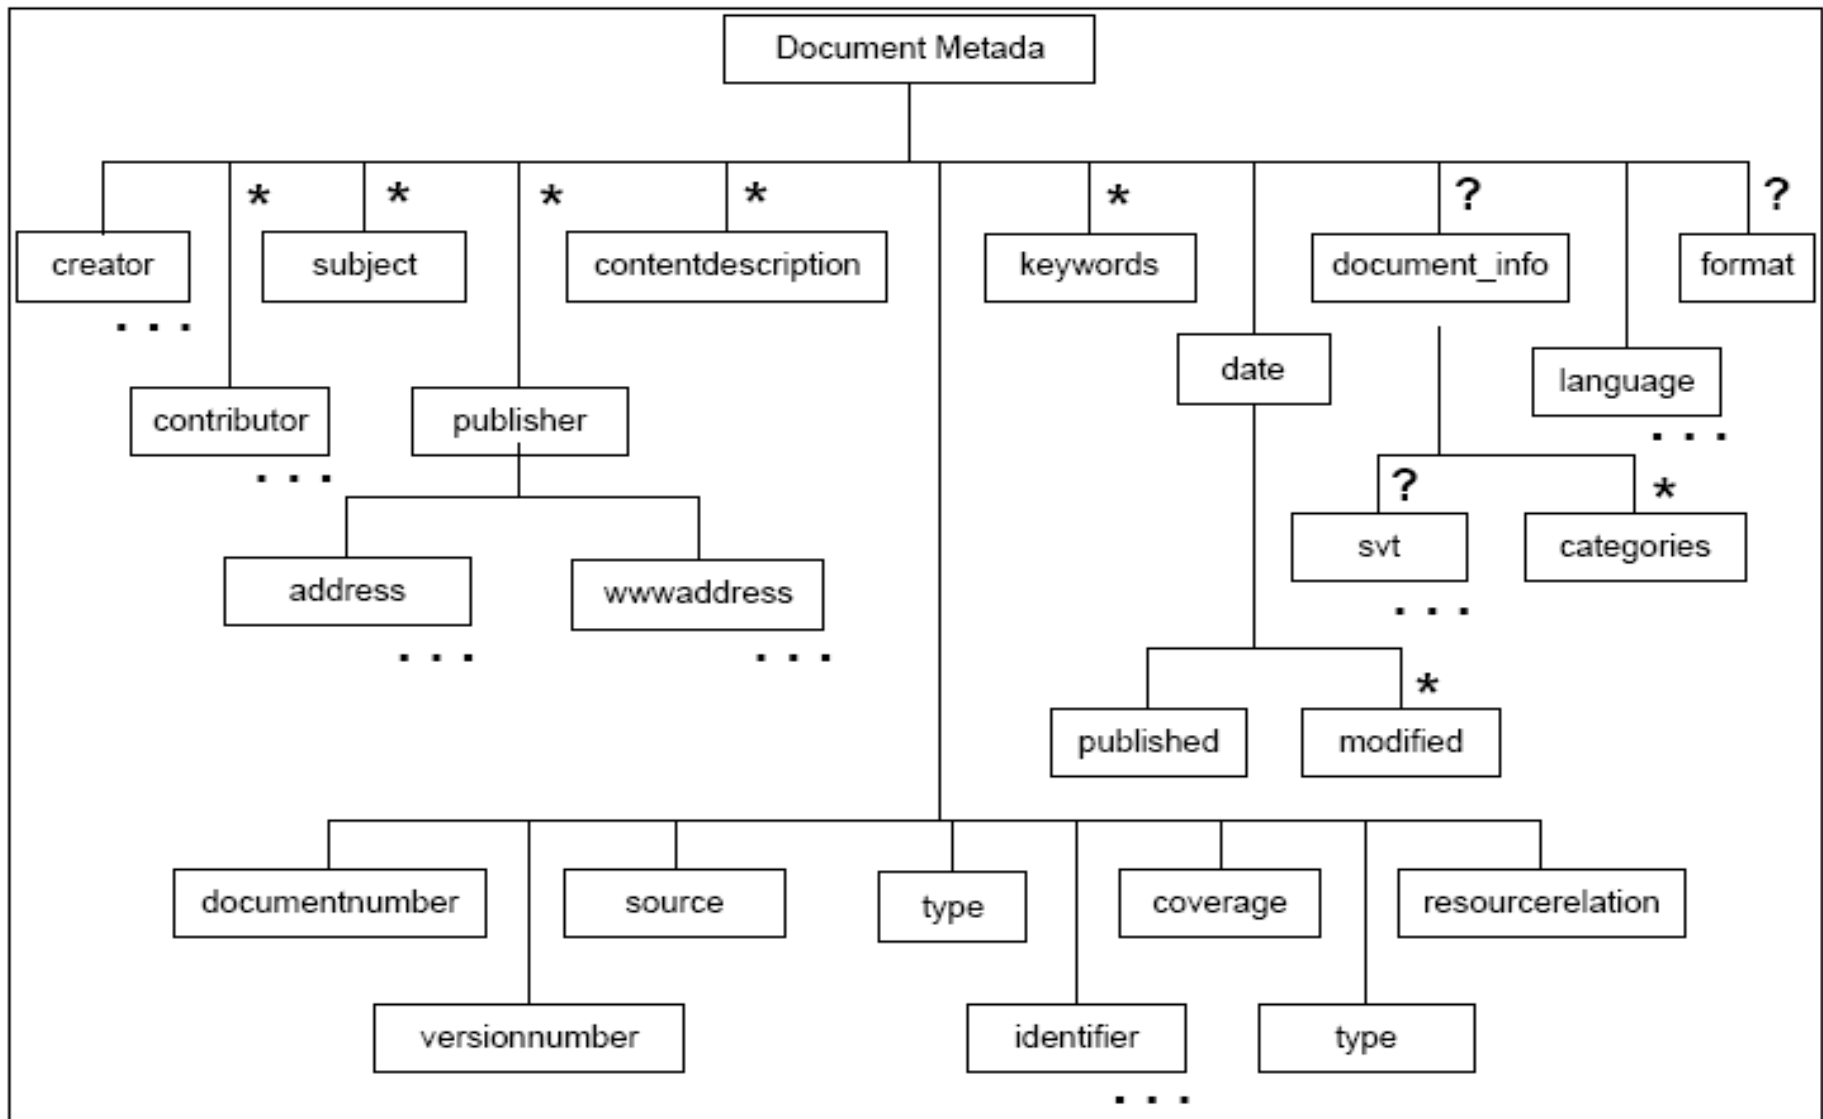 Document Metada
* * * * * ? ?
creator subject contentdescription keywords document_info format
. . .
date
language
contributor publisher
. . .
. . .
? *
svt categories
address wwwaddress
. . .
. . . . . .
*
published modified
documentnumber source type coverage resourcerelation
versionnumber identifier type
. . .